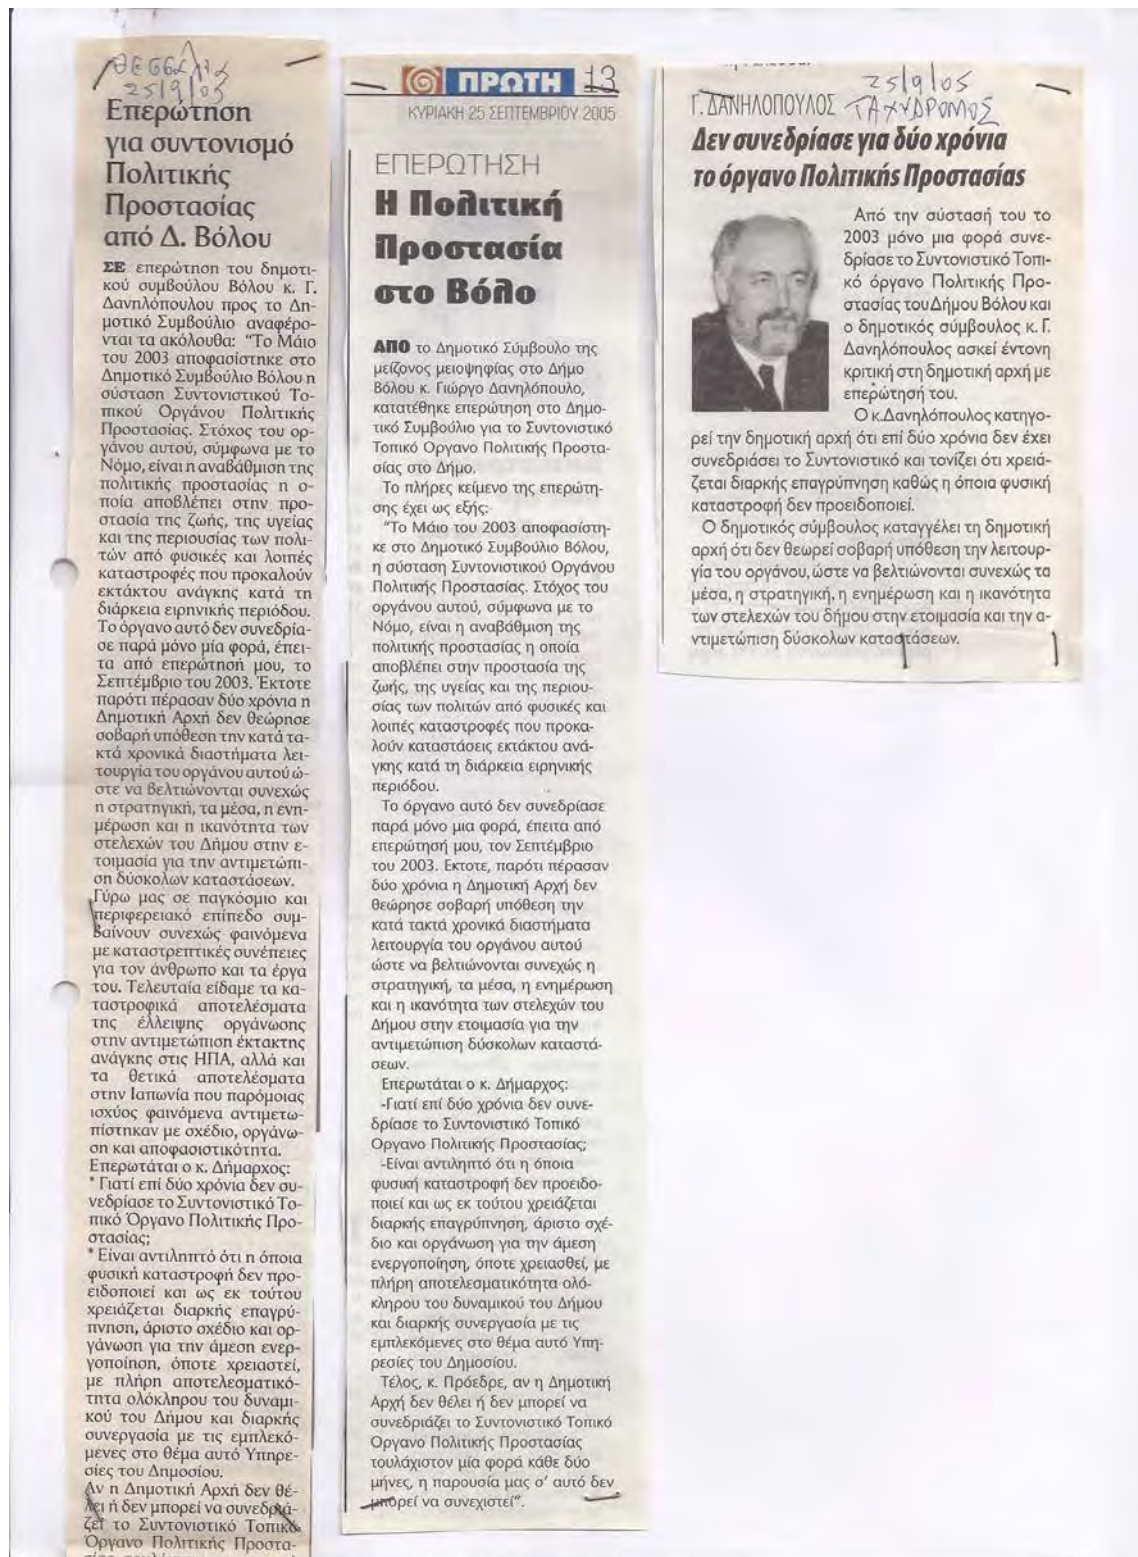 ΘΕΣΣΑΛΙΑ
25/9/05
Επερώτηση
για συντονισμό
Πολιτικής
Προστασίας
από Δ. Βόλου
ΣΕ επερώτηση του δημοτι-
κού συμβούλου Βόλου κ. Γ.
Δανηλόπουλου προς το Δη-
μοτικό Συμβούλιο αναφέρο-
νται τα ακόλουθα: "Το Μάιο
του 2003 αποφασίστηκε στο
Δημοτικό Συμβούλιο Βόλου η
σύσταση Συντονιστικού Το-
πικού Οργάνου Πολιτικής
Προστασίας. Στόχος του ορ-
γάνου αυτού, σύμφωνα με το
Νόμο, είναι η αναβάθμιση της
πολιτικής προστασίας η ο-
ποία αποβλέπει στην προ-
στασία της ζωής, της υγείας
και της περιουσίας των πολι-
τών από φυσικές και λοιπές
καταστροφές που προκαλούν
εκτάκτου ανάγκης κατά τη
διάρκεια ειρηνικής περιόδου.
Το όργανο αυτό δεν συνεδρία-
σε παρά μόνο μία φορά, έπει-
τα από επερώτησή μου, το
Σεπτέμβριο του 2003. Έκτοτε
παρότι πέρασαν δύο χρόνια η
Δημοτική Αρχή δεν θεώρησε
σοβαρή υπόθεση την κατά τα-
κτά χρονικά διαστήματα λει-
τουργία του οργάνου αυτού ώ-
στε να βελτιώνονται συνεχώς
η στρατηγική, τα μέσα, η ενη-
μέρωση και η ικανότητα των
στελεχών του Δήμου στην ε-
τοιμασία για την αντιμετώπι-
ση δύσκολων καταστάσεων.
Γύρω μας σε παγκόσμιο και
περιφερειακό επίπεδο συμ-
βαίνουν συνεχώς φαινόμενα
με καταστρεπτικές συνέπειες
για τον άνθρωπο και τα έργα
του. Τελευταία είδαμε τα κα-
ταστροφικά αποτελέσματα
της έλλειψης οργάνωσης
στην αντιμετώπιση έκτακτης
ανάγκης στις ΗΠΑ, αλλά και
τα θετικά αποτελέσματα
στην Ιαπωνία που παρόμοιας
ισχύος φαινόμενα αντιμετω-
πίστηκαν με σχέδιο, οργάνω-
ση και αποφασιστικότητα.
Επερωτάται ο κ. Δήμαρχος:
* Γιατί επί δύο χρόνια δεν συ-
νεδρίασε το Συντονιστικό Το-
πικό Όργανο Πολιτικής Προ-
στασίας;
* Είναι αντιληπτό ότι η όποια
φυσική καταστροφή δεν προ-
ειδοποιεί και ως εκ τούτου
χρειάζεται διαρκής επαγρύ-
πνηση, άριστο σχέδιο και ορ-
γάνωση για την άμεση ενερ-
γοποίηση, όποτε χρειαστεί,
με πλήρη αποτελεσματικό-
τητα ολόκληρου του δυναμι-
κού του Δήμου και διαρκής
συνεργασία με τις εμπλεκό-
μενες στο θέμα αυτό Υπηρε-
σίες του Δημοσίου.
Αν η Δημοτική Αρχή δεν θέ-
λει ή δεν μπορεί να συνεδριά-
ζει το Συντονιστικό Τοπικό
Όργανο Πολιτικής Προστα-
ΠΡΩΤΗ 13
ΚΥΡΙΑΚΗ 25 ΣΕΠΤΕΜΒΡΙΟΥ 2005
ΕΠΕΡΩΤΗΣΗ
Η Πολιτική
Προστασία
στο Βόλο
ΑΠΟ το Δημοτικό Σύμβουλο της
μείζονος μειοψηφίας στο Δήμο
Βόλου κ. Γιώργο Δανηλόπουλο,
κατατέθηκε επερώτηση στο Δημο-
τικό Συμβούλιο για το Συντονιστικό
Τοπικό Οργανο Πολιτικής Προστα-
σίας στο Δήμο.
Το πλήρες κείμενο της επερώτη-
σης έχει ως εξής:
"Το Μάιο του 2003 αποφασίστη-
κε στο Δημοτικό Συμβούλιο Βόλου,
η σύσταση Συντονιστικού Οργάνου
Πολιτικής Προστασίας. Στόχος του
οργάνου αυτού, σύμφωνα με το
Νόμο, είναι η αναβάθμιση της
πολιτικής προστασίας η οποία
αποβλέπει στην προστασία της
ζωής, της υγείας και της περιου-
σίας των πολιτών από φυσικές και
λοιπές καταστροφές που προκα-
λούν καταστάσεις εκτάκτου ανά-
γκης κατά τη διάρκεια ειρηνικής
περιόδου.
Το όργανο αυτό δεν συνεδρίασε
παρά μόνο μια φορά, έπειτα από
επερώτησή μου, τον Σεπτέμβριο
του 2003. Εκτοτε, παρότι πέρασαν
δύο χρόνια η Δημοτική Αρχή δεν
θεώρησε σοβαρή υπόθεση την
κατά τακτά χρονικά διαστήματα
λειτουργία του οργάνου αυτού
ώστε να βελτιώνονται συνεχώς η
στρατηγική, τα μέσα, η ενημέρωση
και η ικανότητα των στελεχών του
Δήμου στην ετοιμασία για την
αντιμετώπιση δύσκολων καταστά-
σεων.
Επερωτάται ο κ. Δήμαρχος:
-Γιατί επί δύο χρόνια δεν συνε-
δρίασε το Συντονιστικό Τοπικό
Οργανο Πολιτικής Προστασίας;
-Είναι αντιληπτό ότι η όποια
φυσική καταστροφή δεν προειδο-
ποιεί και ως εκ τούτου χρειάζεται
διαρκής επαγρύπνηση, άριστο σχέ-
διο και οργάνωση για την άμεση
ενεργοποίηση, όποτε χρειασθεί, με
πλήρη αποτελεσματικότητα ολό-
κληρου του δυναμικού του Δήμου
και διαρκής συνεργασία με τις
εμπλεκόμενες στο θέμα αυτό Υπη-
ρεσίες του Δημοσίου.
Τέλος, κ. Πρόεδρε, αν η Δημοτική
Αρχή δεν θέλει ή δεν μπορεί να
συνεδριάζει το Συντονιστικό Τοπικό
Οργανο Πολιτικής Προστασίας
τουλάχιστον μία φορά κάθε δύο
μήνες, η παρουσία μας σ' αυτό δεν
μπορεί να συνεχιστεί".
25/9/05
Γ. ΔΑΝΗΛΟΠΟΥΛΟΣ ΤΑΧΥΔΡΟΜΟΣ
Δεν συνεδρίασε για δύο χρόνια
το όργανο Πολιτικής Προστασίας
Από την σύστασή του το
2003 μόνο μια φορά συνε-
δρίασε το Συντονιστικό Τοπι-
κό όργανο Πολιτικής Προ-
στασίας του Δήμου Βόλου και
ο δημοτικός σύμβουλος κ. Γ.
Δανηλόπουλος ασκεί έντονη
κριτική στη δημοτική αρχή με
επερώτησή του.
Ο κ.Δανηλόπουλος κατηγο-
ρεί την δημοτική αρχή ότι επί δύο χρόνια δεν έχει
συνεδριάσει το Συντονιστικό και τονίζει ότι χρειά-
ζεται διαρκής επαγρύπνηση καθώς η όποια φυσική
καταστροφή δεν προειδοποιεί.
Ο δημοτικός σύμβουλος καταγγέλει τη δημοτική
αρχή ότι δεν θεωρεί σοβαρή υπόθεση την λειτουρ-
γία του οργάνου, ώστε να βελτιώνονται συνεχώς τα
μέσα, η στρατηγική, η ενημέρωση και η ικανότητα
των στελεχών του δήμου στην ετοιμασία και την α-
ντιμετώπιση δύσκολων καταστάσεων.